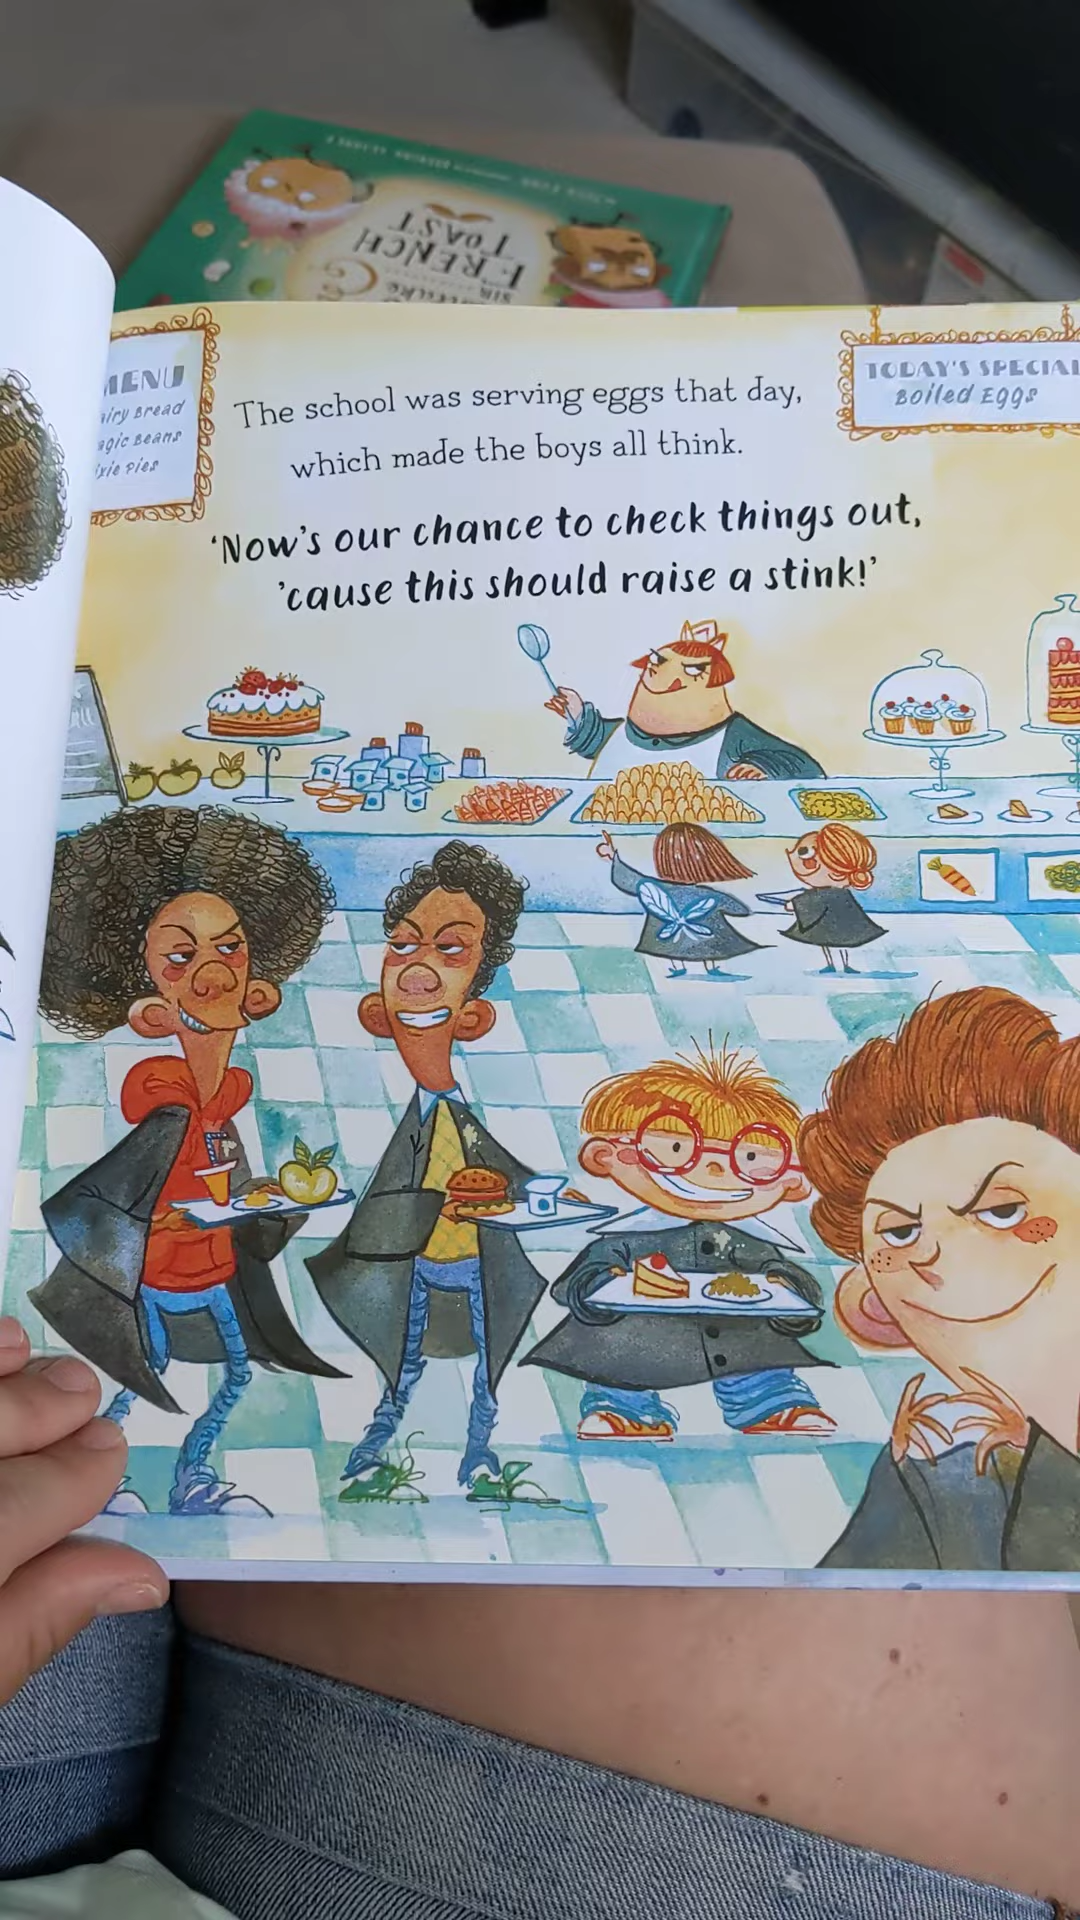 FRENCH
TOAST
SIR
MENU
airy Bread
agic Beans
ixie Pies
TODAY'S SPECIAL
Boiled Eggs
The school was serving eggs that day,
which made the boys all think.
'Now's our chance to check things out,
'cause this should raise a stink!'